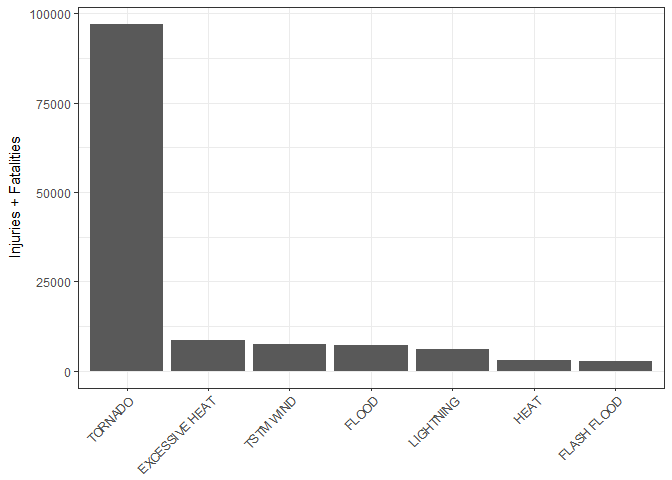 100000
75000
50000
25000
0
Injuries + Fatalities
TORNADO
EXCESSIVE HEAT
TSTM WIND
FLOOD
LIGHTNING
HEAT
FLASH FLOOD